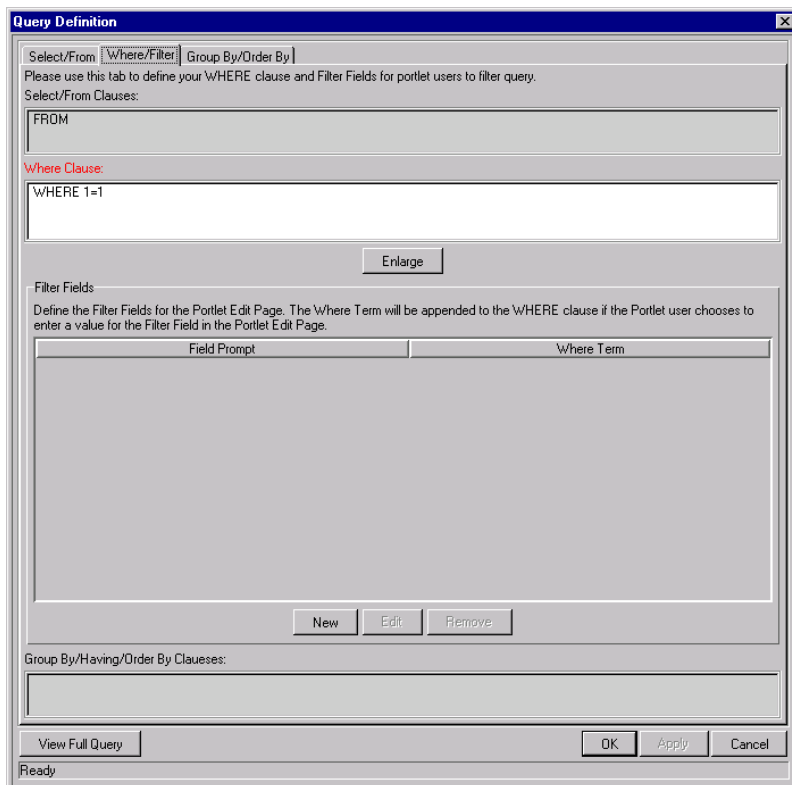 Query Definition
Select/From Where/Filter Group By/Order By
Please use this tab to define your WHERE clause and Filter Fields for portlet users to filter query.
Select/From Clauses:
FROM
Where Clause:
WHERE 1=1
Enlarge
Filter Fields
Define the Filter Fields for the Portlet Edit Page. The Where Term will be appended to the WHERE clause if the Portlet user chooses to
enter a value for the Filter Field in the Portlet Edit Page.
Field Prompt Where Term
New Edit Remove
Group By/Having/Order By Claueses:
View Full Query OK Apply Cancel
Ready